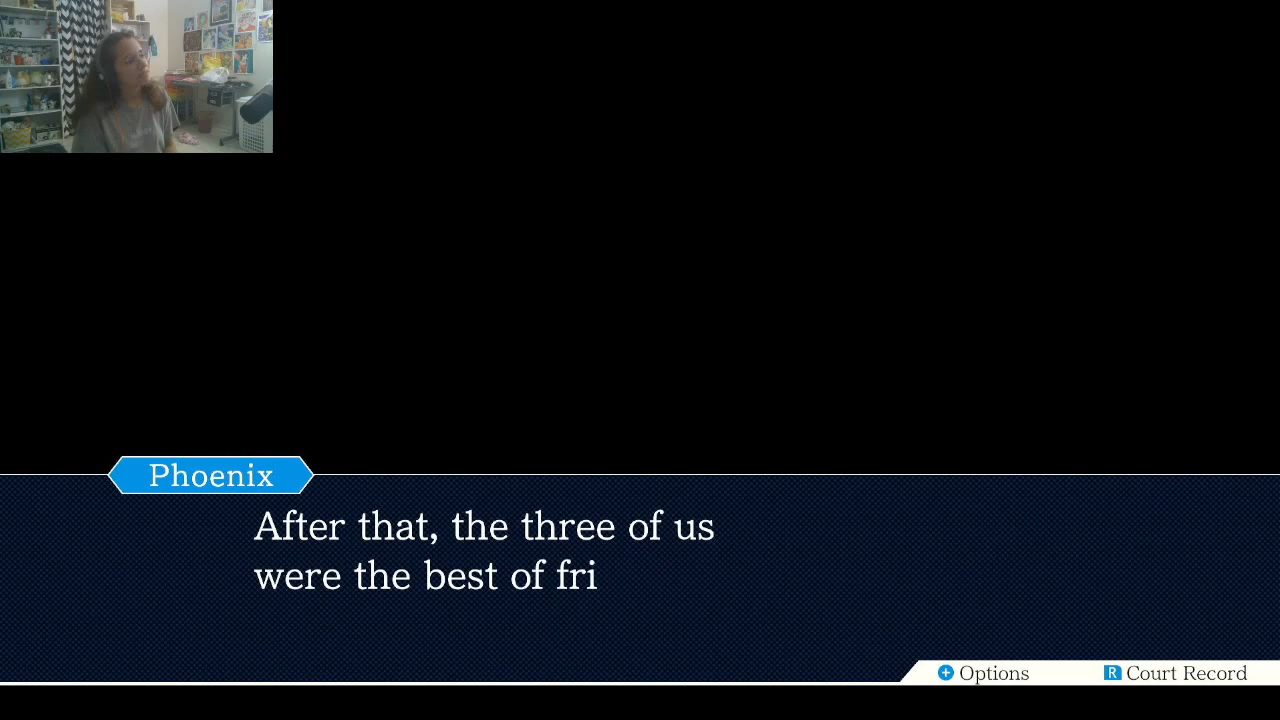 Phoenix
After that, the three of us
were the best of fri
Options
R Court Record